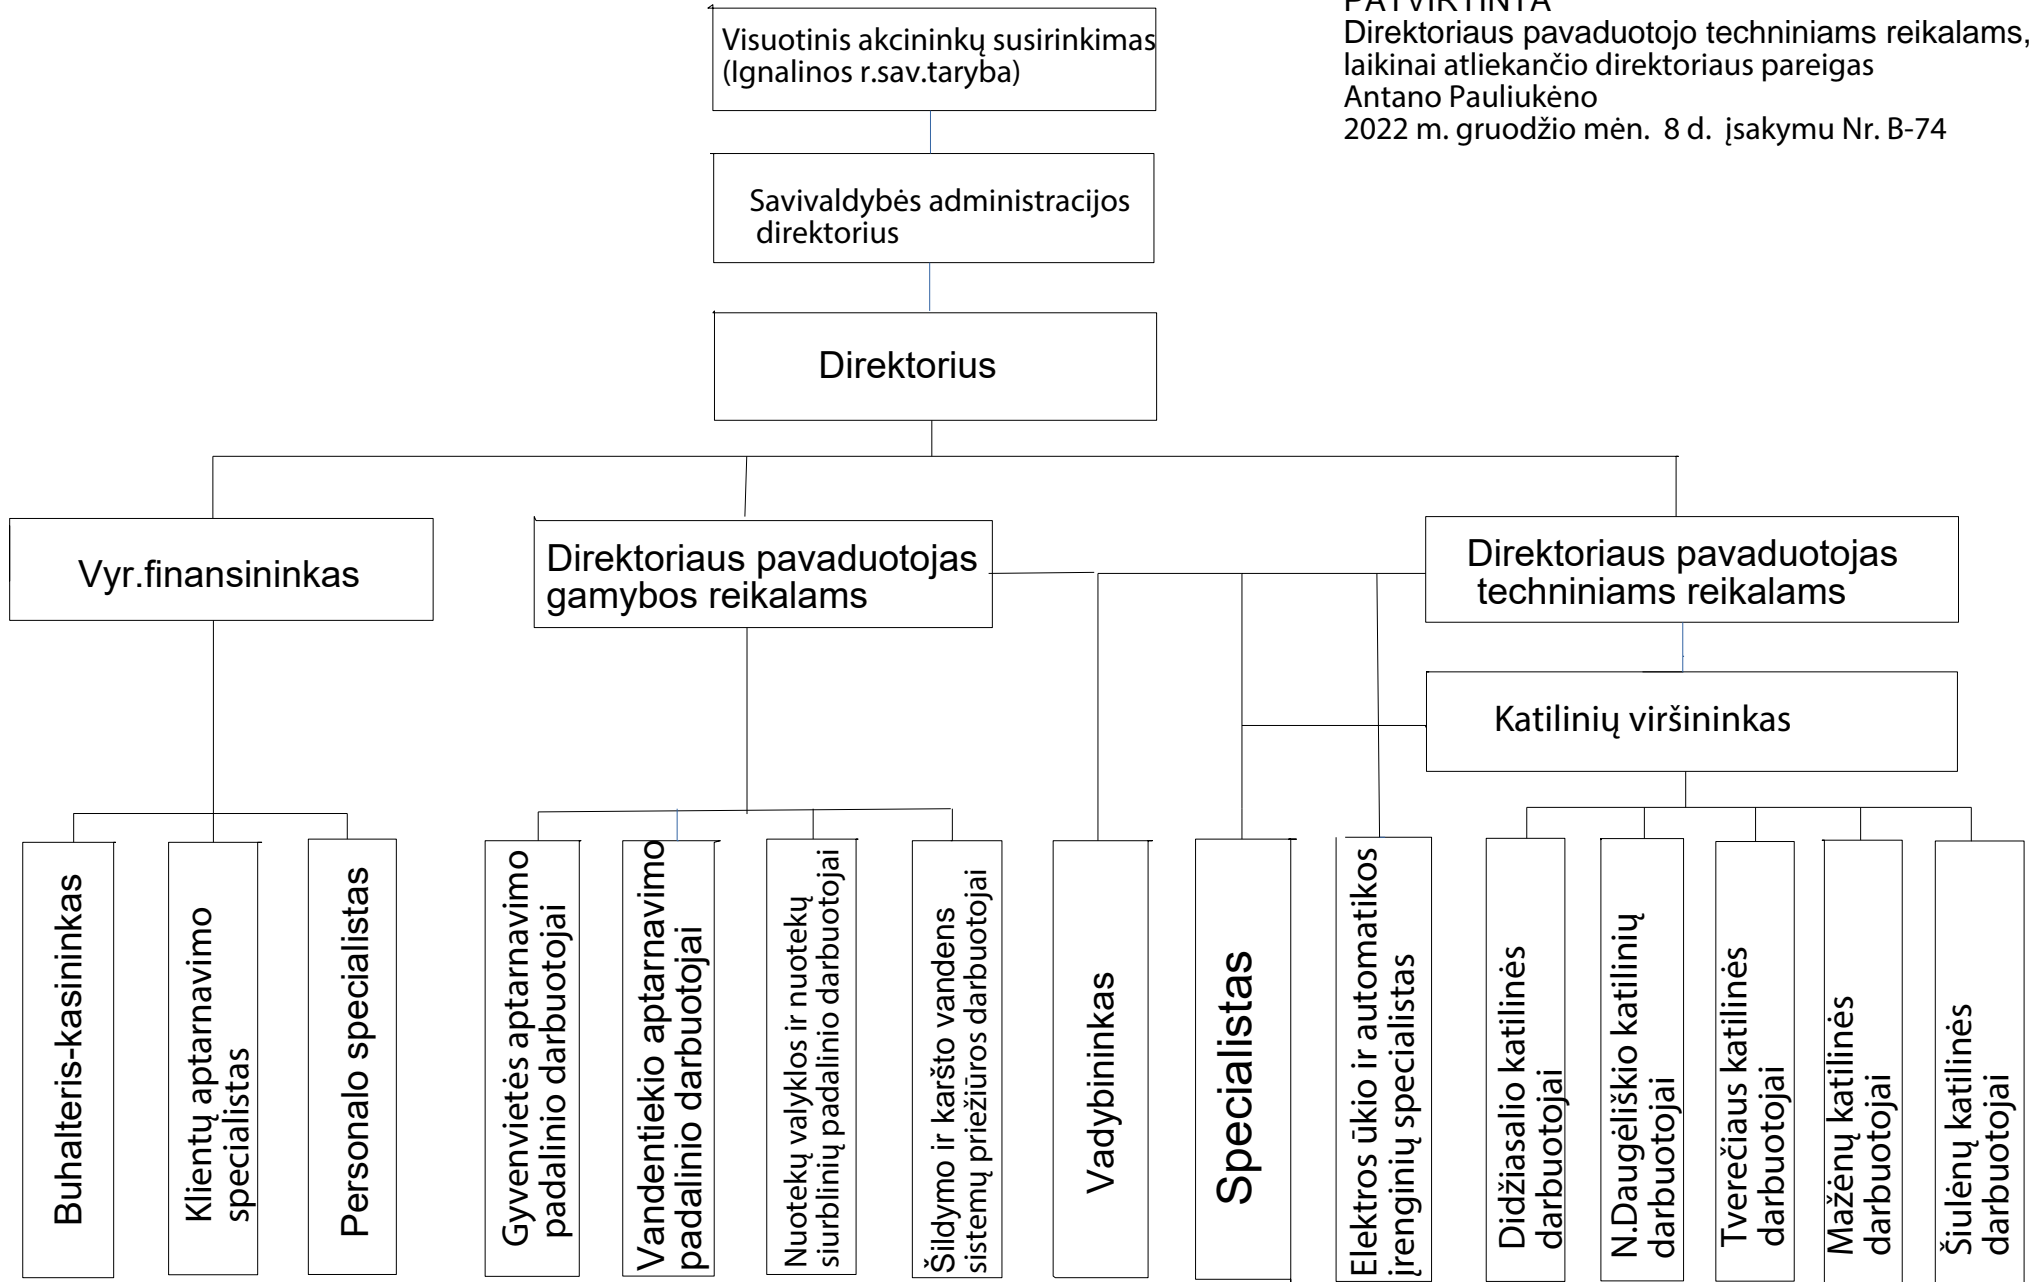 PATVIRTINTA
Direktoriaus pavaduotojo techniniams reikalams,
laikinai atliekančio direktoriaus pareigas
Antano Pauliukėno
2022 m. gruodžio mėn. 8 d. įsakymu Nr. B-74
Visuotinis akcininkų susirinkimas
(Ignalinos r.sav.taryba)
Savivaldybės administracijos
direktorius
Direktorius
Vyr.finansininkas
Direktoriaus pavaduotojas
gamybos reikalams
Direktoriaus pavaduotojas
techniniams reikalams
Katilinių viršininkas
Buhalteris-kasininkas
Klientų aptarnavimo
specialistas
Personalo specialistas
Gyvenvietės aptarnavimo
padalinio darbuotojai
Vandentiekio aptarnavimo
padalinio darbuotojai
Nuotekų valyklos ir nuotekų
siurblinių padalinio darbuotojai
Šildymo ir karšto vandens
sistemų priežiūros darbuotojai
Vadybininkas
Specialistas
Elektros ūkio ir automatikos
įrenginių specialistas
Didžiasalio katilinės
darbuotojai
N.Daugėliškio katilinių
darbuotojai
Tverečiaus katilinės
darbuotojai
Mažėnų katilinės
darbuotojai
Šiulėnų katilinės
darbuotojai